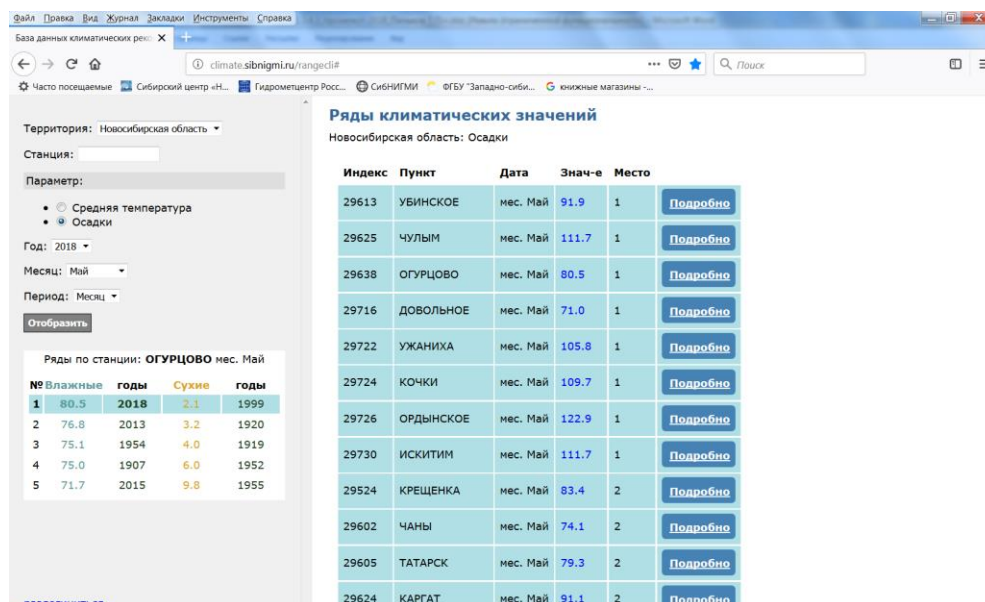 Файл Правка Вид Журнал Закладки Инструменты Справка
База данных климатических рек
climate.sibnigmi.ru/rangecli#
Поиск
Часто посещаемые Сибирский центр «Н... Гидрометцентр Росс... СибНИГМИ ФГБУ "Западно-сиби... книжные магазины -...
Территория: Новосибирская область
Станция:
Параметр:
Средняя температура
Осадки
Год: 2018
Месяц: Май
Период: Месяц
Отобразить
Ряды по станции: ОГУРЦОВО мес. Май
№ Влажные годы Сухие годы
1 80.5 2018 2.1 1999
2 76.8 2013 3.2 1920
3 75.1 1954 4.0 1919
4 75.0 1907 6.0 1952
5 71.7 2015 9.8 1955
Ряды климатических значений
Новосибирская область: Осадки
Индекс Пункт Дата Знач-е Место
29613 УБИНСКОЕ мес. Май 91.9 1 Подробно
29625 ЧУЛЫМ мес. Май 111.7 1 Подробно
29638 ОГУРЦОВО мес. Май 80.5 1 Подробно
29716 ДОВОЛЬНОЕ мес. Май 71.0 1 Подробно
29722 УЖАНИХА мес. Май 105.8 1 Подробно
29724 КОЧКИ мес. Май 109.7 1 Подробно
29726 ОРДЫНСКОЕ мес. Май 122.9 1 Подробно
29730 ИСКИТИМ мес. Май 111.7 1 Подробно
29524 КРЕЩЕНКА мес. Май 83.4 2 Подробно
29602 ЧАНЫ мес. Май 74.1 2 Подробно
29605 ТАТАРСК мес. Май 79.3 2 Подробно
29624 КАРГАТ мес. Май 91.1 2 Подробно